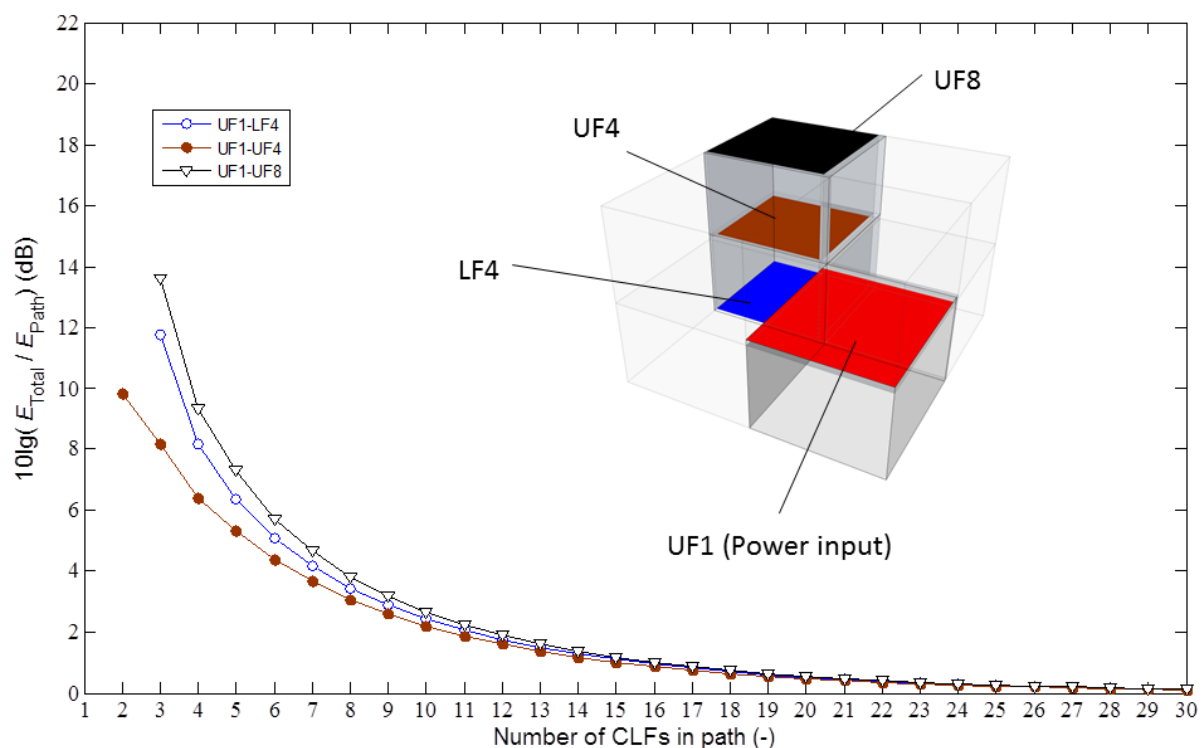 22
20
18
16
14
12
10
8
6
4
2
0
10lg( E_Total / E_Path) (dB)
UF1-LF4
UF1-UF4
UF1-UF8
UF8
UF4
LF4
UF1 (Power input)
1 2 3 4 5 6 7 8 9 10 11 12 13 14 15 16 17 18 19 20 21 22 23 24 25 26 27 28 29 30
Number of CLFs in path (-)